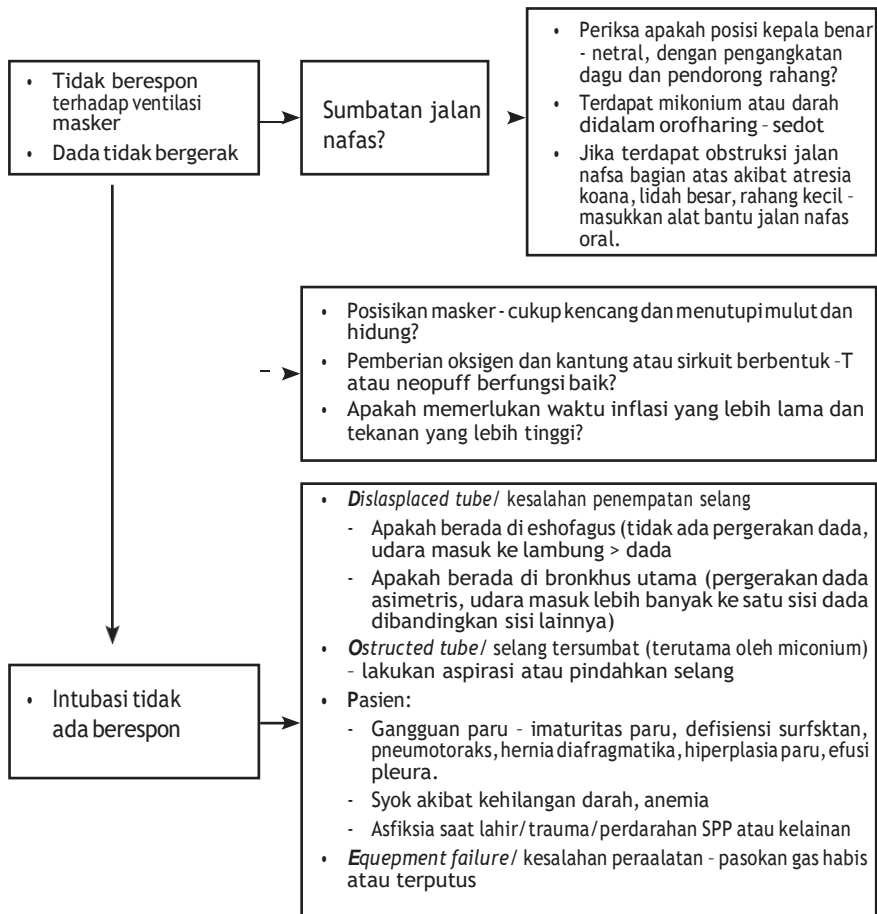 • Tidak berespon
terhadap ventilasi
masker
• Dada tidak bergerak
Sumbatan jalan
nafas?
• Periksa apakah posisi kepala benar
- netral, dengan pengangkatan
dagu dan pendorong rahang?
• Terdapat mikonium atau darah
didalam orofharing - sedot
• Jika terdapat obstruksi jalan
nafsa bagian atas akibat atresia
koana, lidah besar, rahang kecil -
masukkan alat bantu jalan nafas
oral.
• Posisikan masker - cukup kencang dan menutupi mulut dan
hidung?
• Pemberian oksigen dan kantung atau sirkuit berbentuk -T
atau neopuff berfungsi baik?
• Apakah memerlukan waktu inflasi yang lebih lama dan
tekanan yang lebih tinggi?
• Intubasi tidak
ada berespon
• Dislasplaced tube/ kesalahan penempatan selang
- Apakah berada di eshofagus (tidak ada pergerakan dada,
udara masuk ke lambung > dada
- Apakah berada di bronkhus utama (pergerakan dada
asimetris, udara masuk lebih banyak ke satu sisi dada
dibandingkan sisi lainnya)
• Ostructed tube/ selang tersumbat (terutama oleh miconium)
- lakukan aspirasi atau pindahkan selang
• Pasien:
- Gangguan paru - imaturitas paru, defisiensi surfsktan,
pneumotoraks, hernia diafragmatika, hiperplasia paru, efusi
pleura.
- Syok akibat kehilangan darah, anemia
- Asfiksia saat lahir/trauma/perdarahan SPP atau kelainan
• Equepment failure/ kesalahan peraalatan - pasokan gas habis
atau terputus